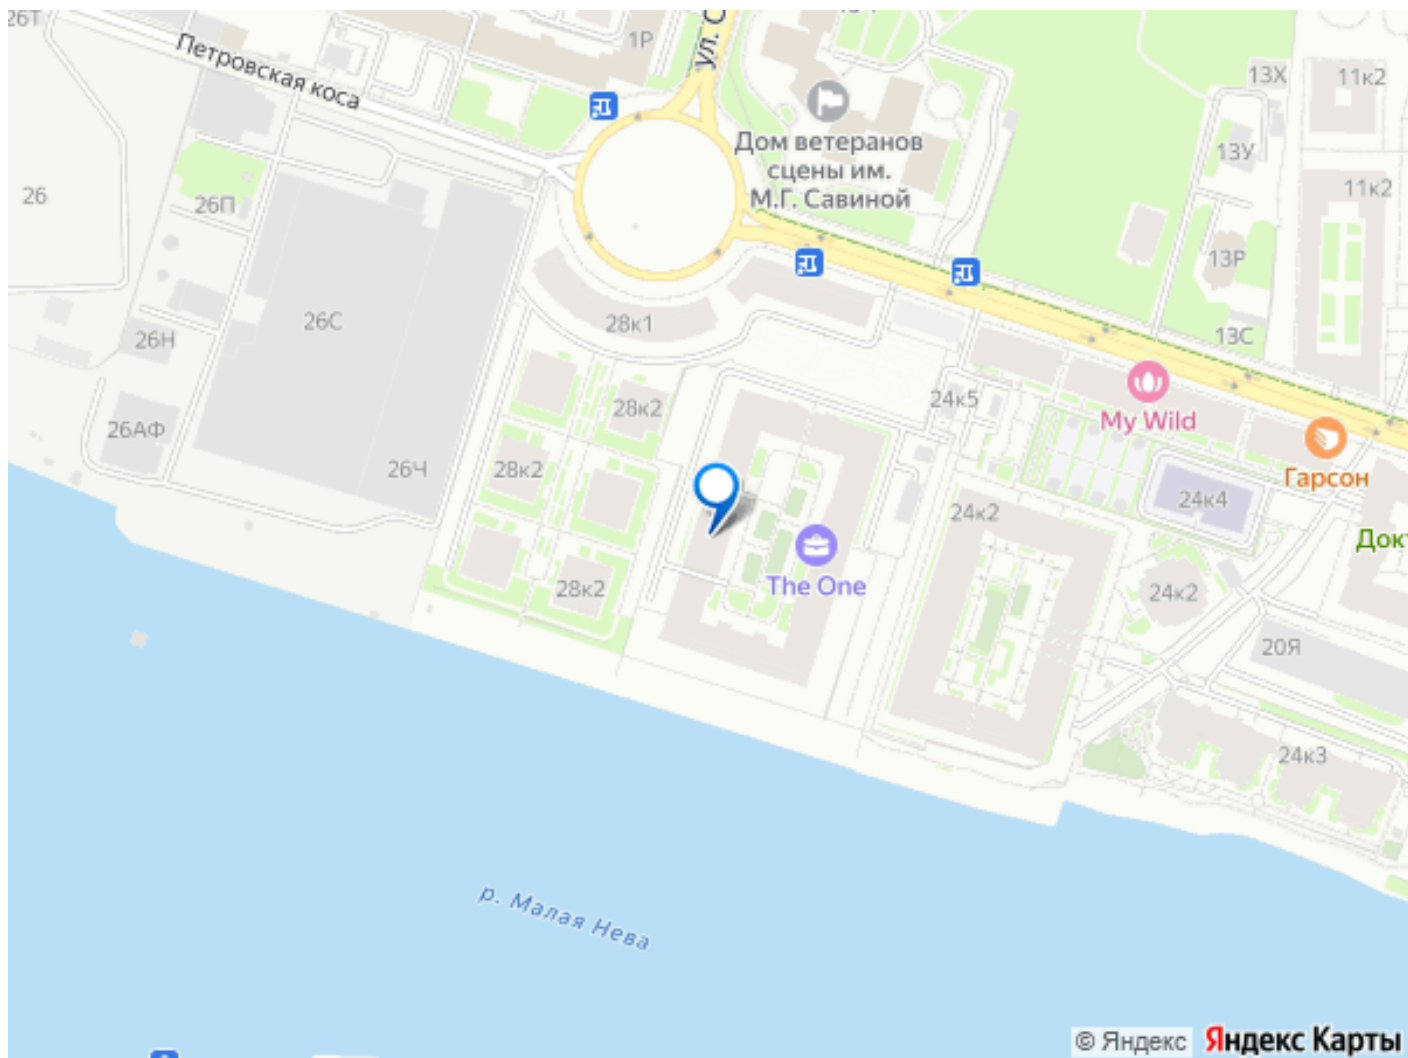 26Т
1Р
ул. С
Петровская коса
13Х
11к2
Дом ветеранов
сцены им.
М.Г. Савиной
13У
11к2
26
26П
13Р
26С
28к1
26Н
13С
24к5
28к2
My Wild
26АФ
26Ч
28к2
Гарсон
24к4
24к2
Док
The One
28к2
24к2
20Я
24к3
р. Малая Нева
© Яндекс
Яндекс Карты